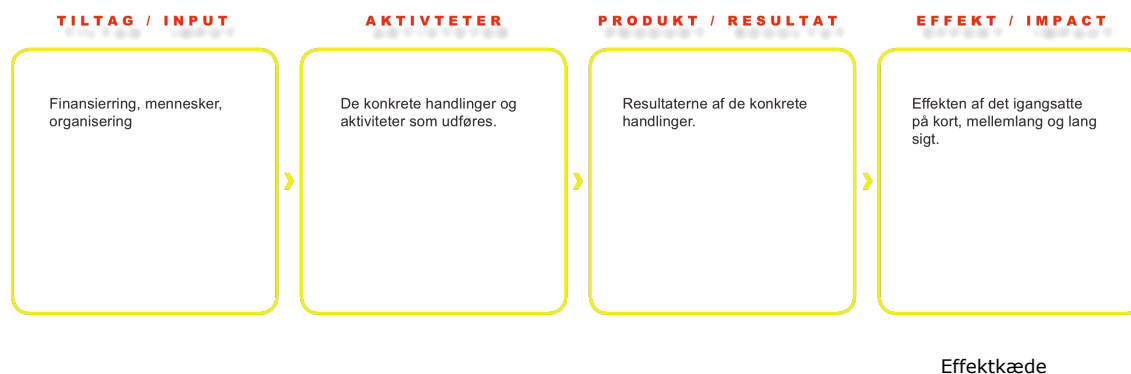 TILTAG / INPUT
Finansierring, mennesker,
organisering
AKTIVTETER
De konkrete handlinger og
aktiviteter som udføres.
PRODUKT / RESULTAT
Resultaterne af de konkrete
handlinger.
EFFEKT / IMPACT
Effekten af det igangsatte
på kort, mellemlang og lang
sigt.
Effektkæde